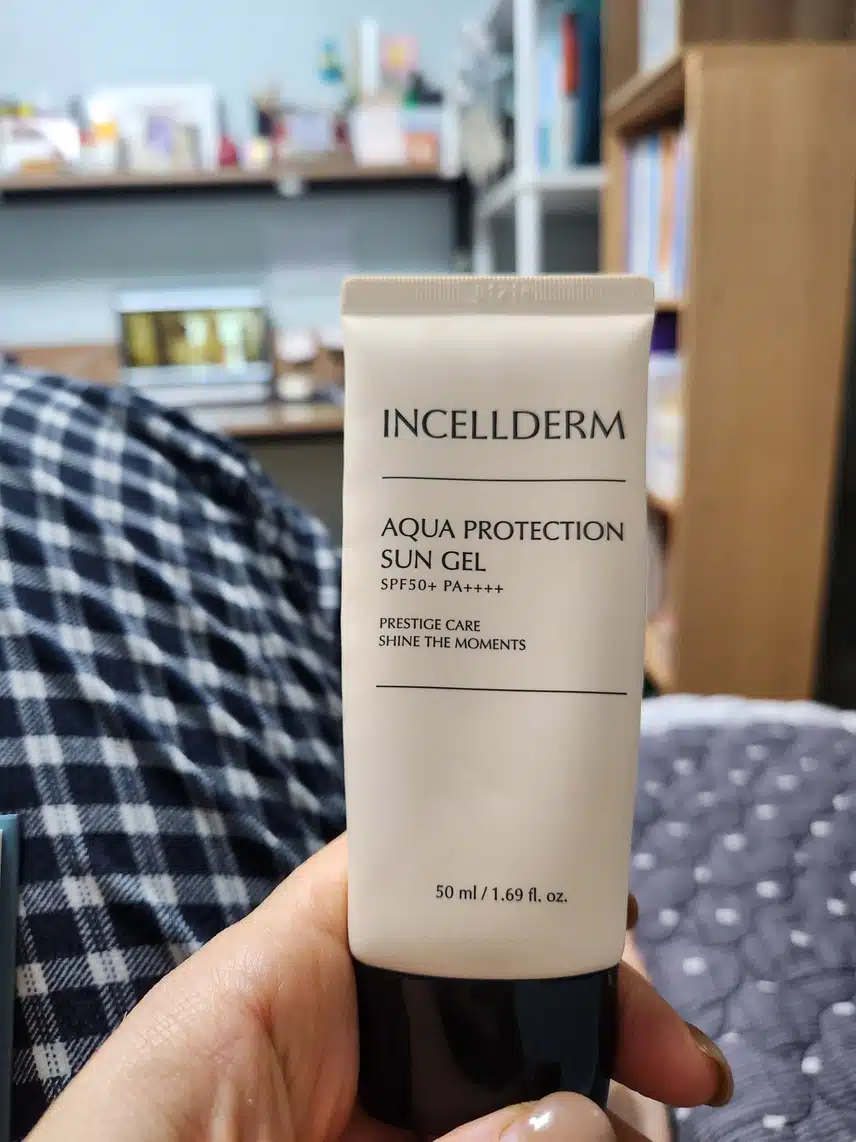 INCELLDERM
AQUA PROTECTION
SUN GEL
SPF50+ PA++++
PRESTIGE CARE
SHINE THE MOMENTS
50 ml / 1.69 fl. oz.